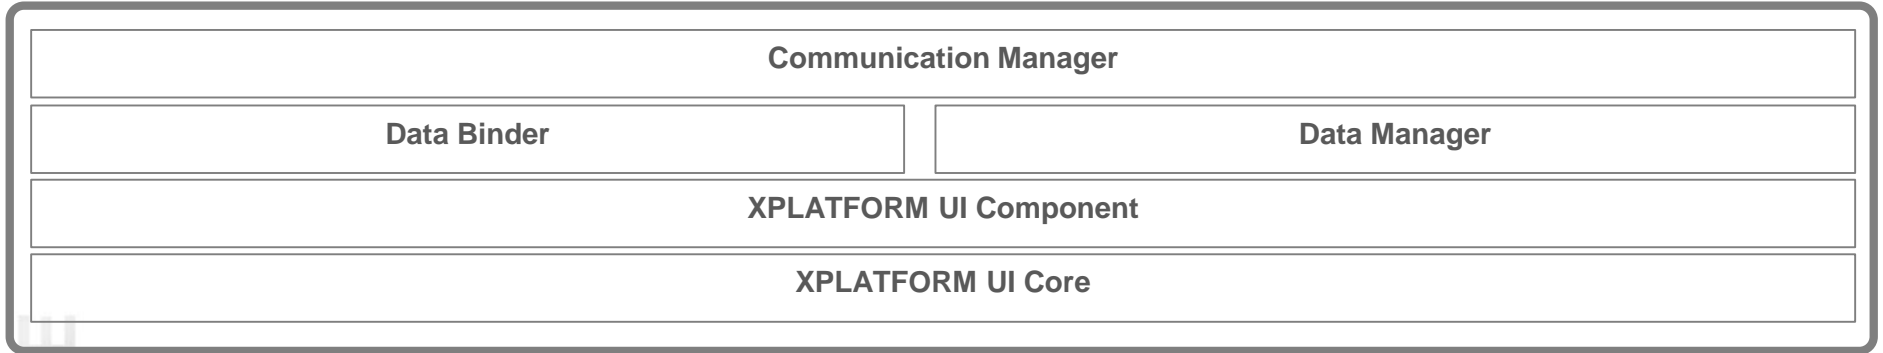 Communication Manager
Data Binder
Data Manager
XPLATFORM UI Component
XPLATFORM UI Core